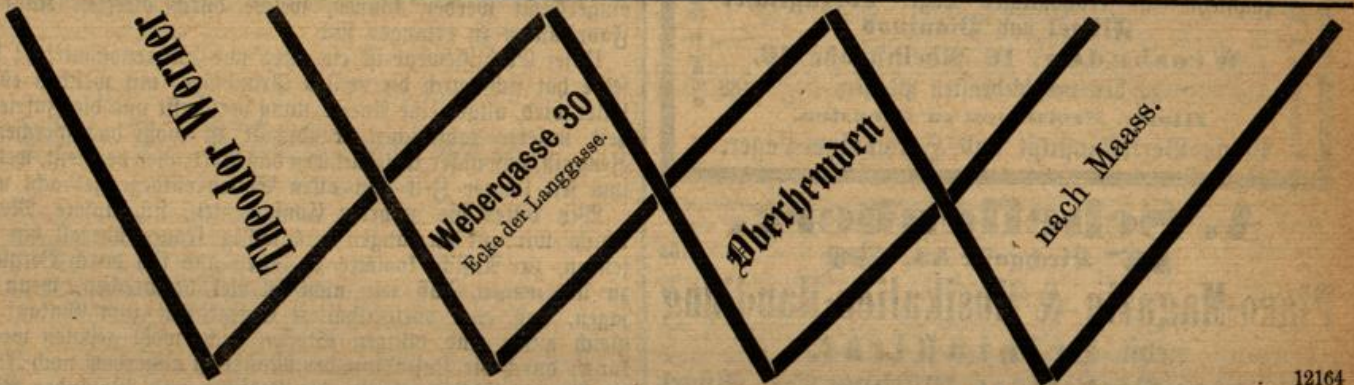 Theodor Werner
Webergasse 30
Ecke der Langgasse.
Oberhemden
nach Maass.
12164